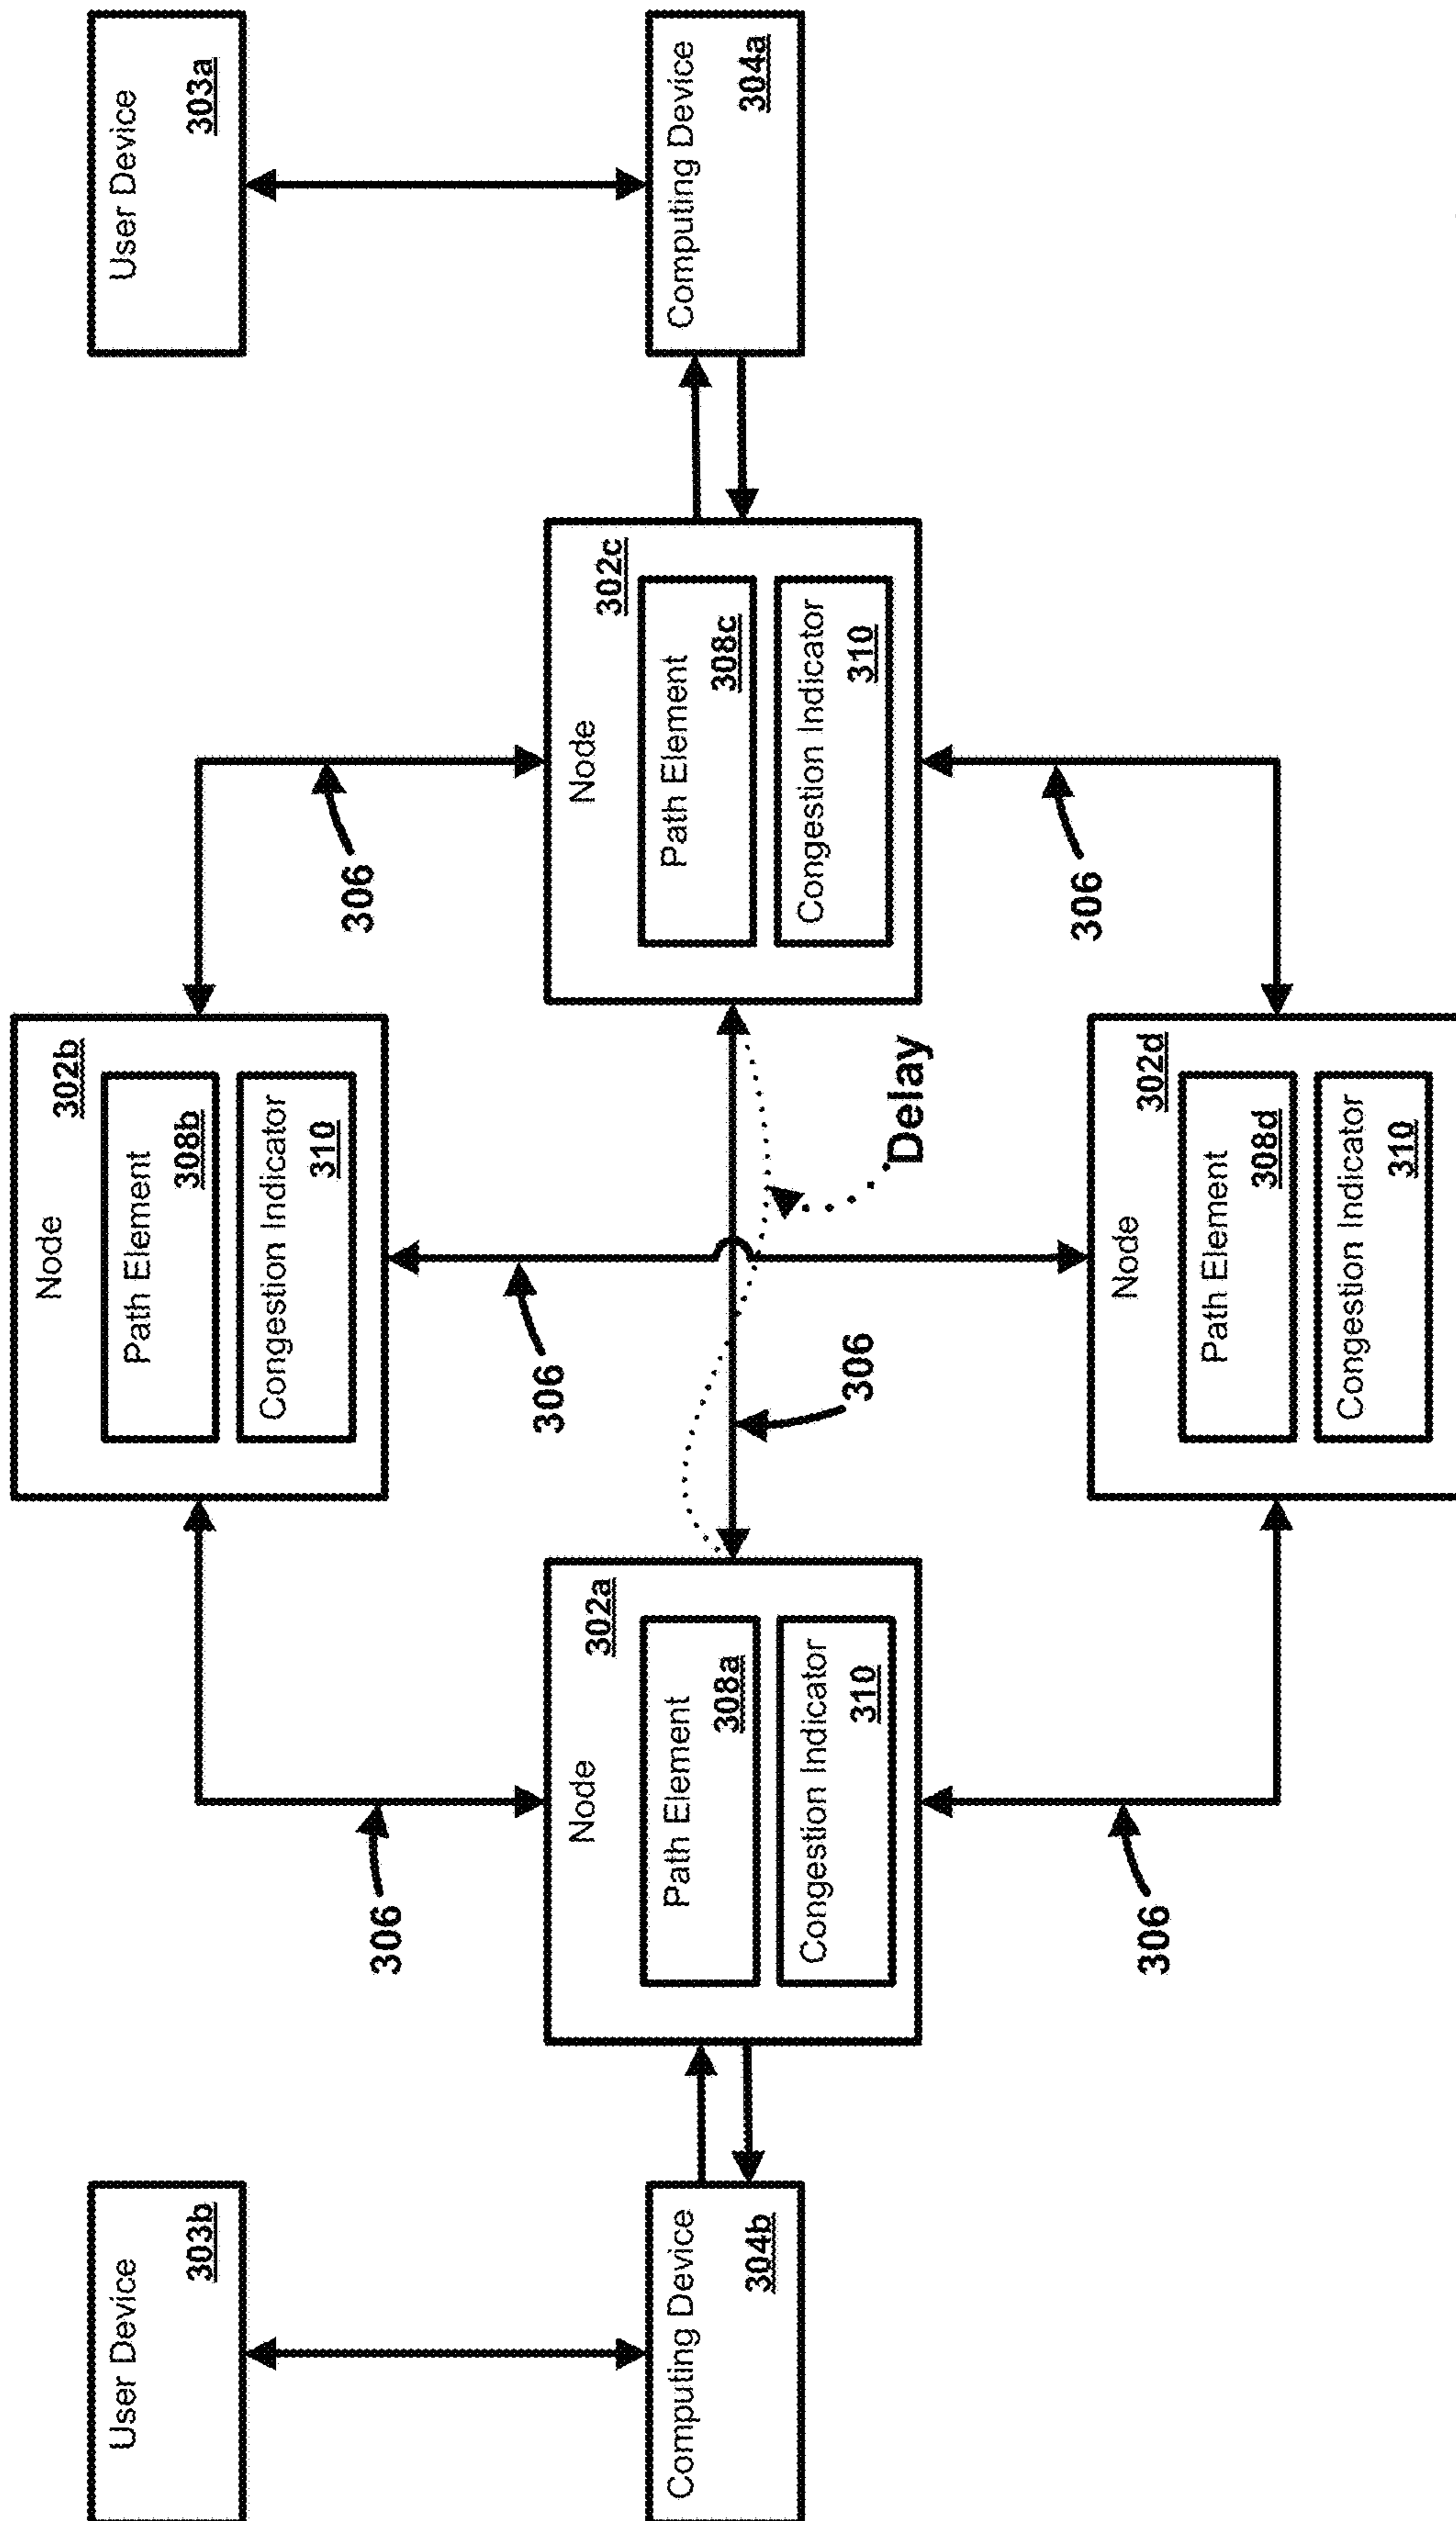 User Device
303b
Computing Device
304b
Node
302b
Path Element
308b
Congestion Indicator
310
306
306
306
Node
302a
Path Element
308a
Congestion Indicator
310
306
Delay
Node
302c
Path Element
308c
Congestion Indicator
310
306
306
Node
302d
Path Element
308d
Congestion Indicator
310
User Device
303a
Computing Device
304a